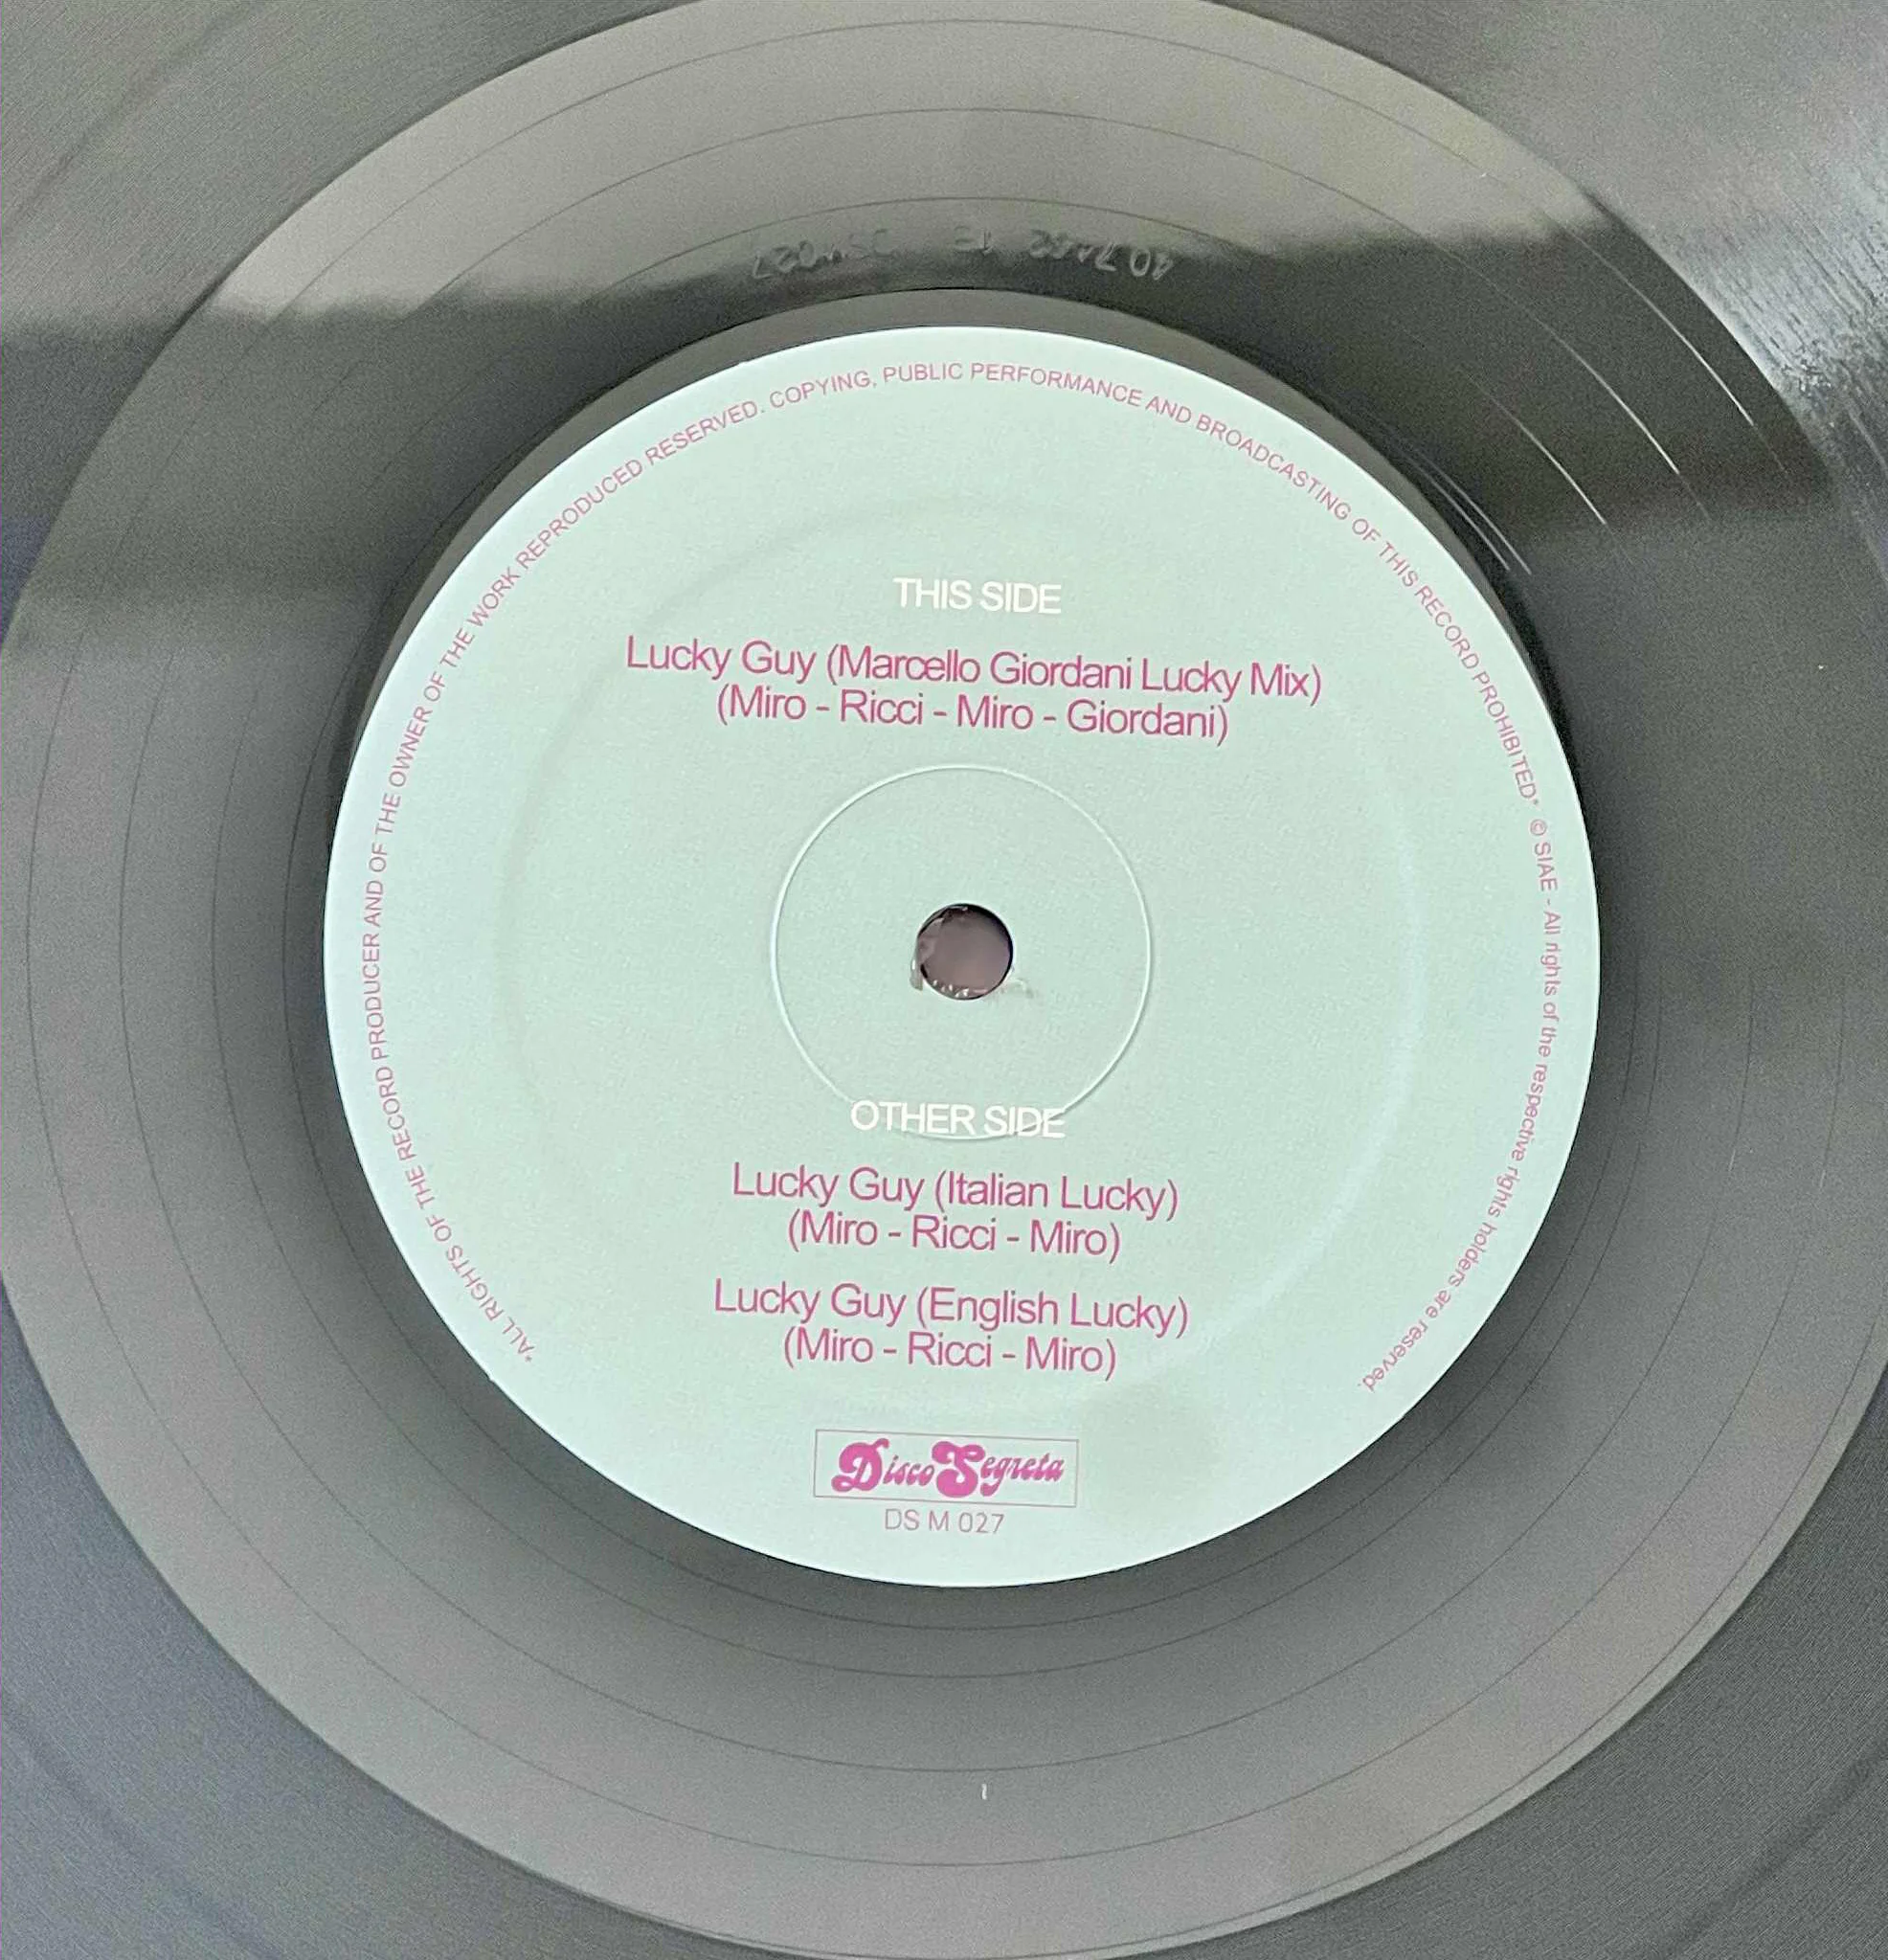 *ALL RIGHTS OF THE RECORD PRODUCER AND OF THE OWNER OF THE WORK REPRODUCED RESERVED. COPYING, PUBLIC PERFORMANCE AND BROADCASTING OF THIS RECORD PROHIBITED* © SIAE - All rights of the respective rights holders are reserved.
THIS SIDE
Lucky Guy (Marcello Giordani Lucky Mix)
(Miro - Ricci - Miro - Giordani)
OTHER SIDE
Lucky Guy (Italian Lucky)
(Miro - Ricci - Miro)
Lucky Guy (English Lucky)
(Miro - Ricci - Miro)
Disco Segreta
DS M 027